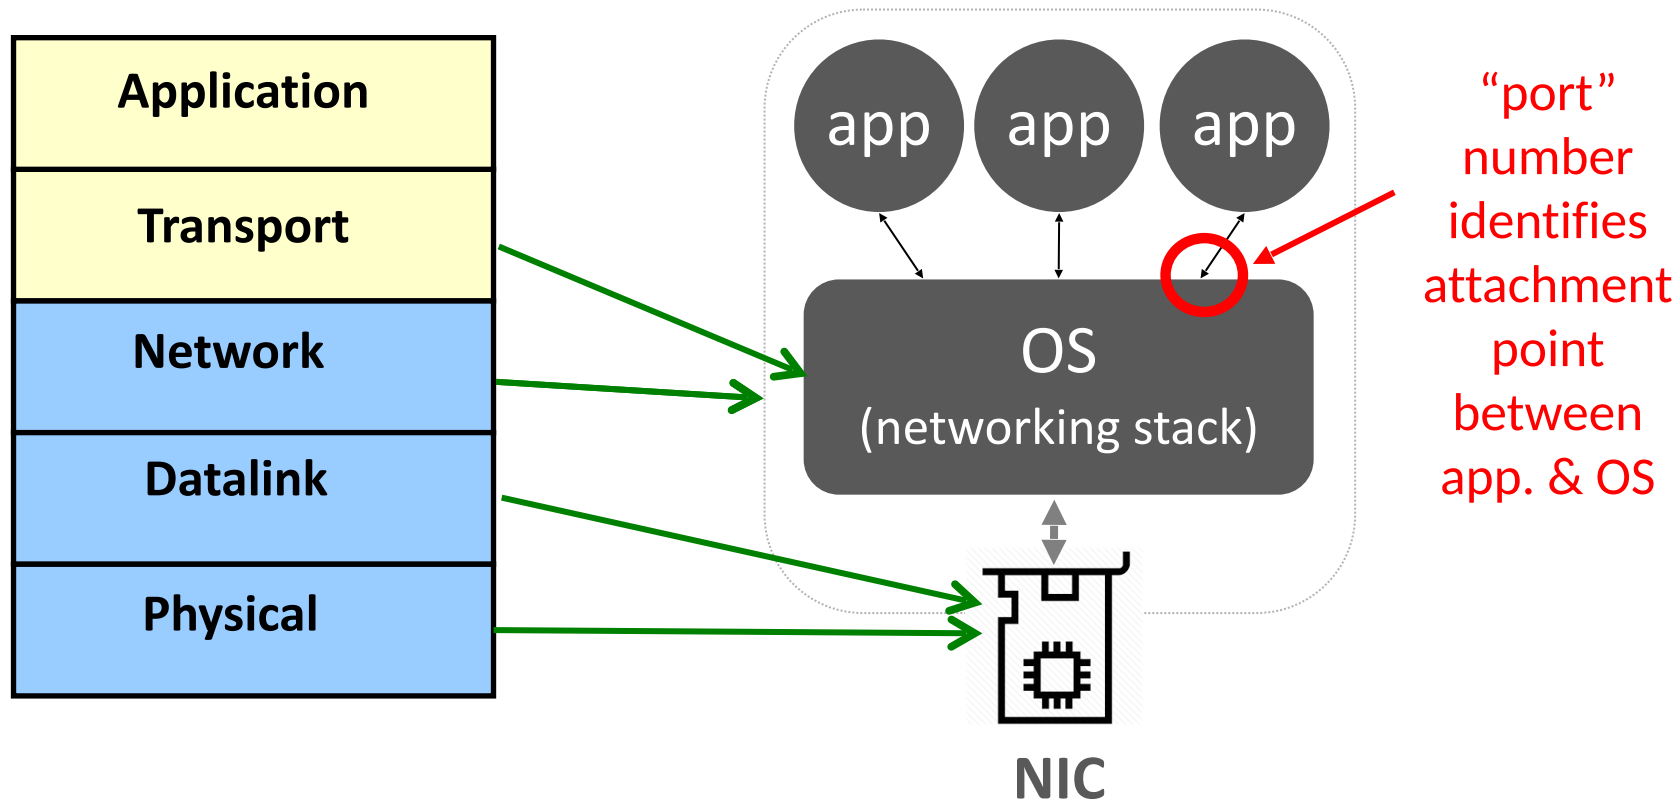 Application
Transport
Network
Datalink
Physical
app app app
OS
(networking stack)
NIC
“port”
number
identifies
attachment
point
between
app. & OS